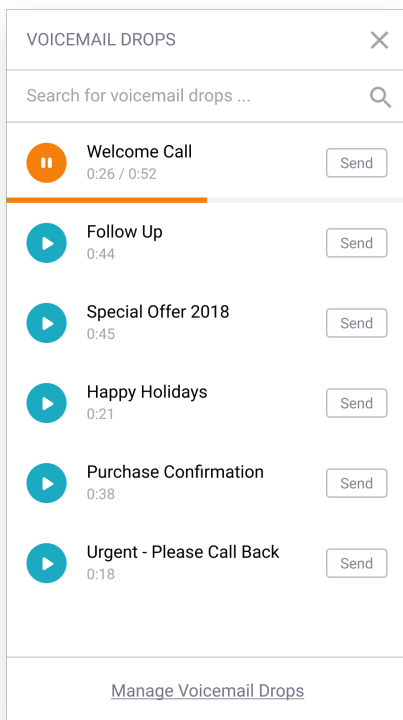 VOICEMAIL DROPS
Search for voicemail drops ...
Welcome Call
0:26 / 0:52
Send
Follow Up
0:44
Send
Special Offer 2018
0:45
Send
Happy Holidays
0:21
Send
Purchase Confirmation
0:38
Send
Urgent - Please Call Back
0:18
Send
Manage Voicemail Drops